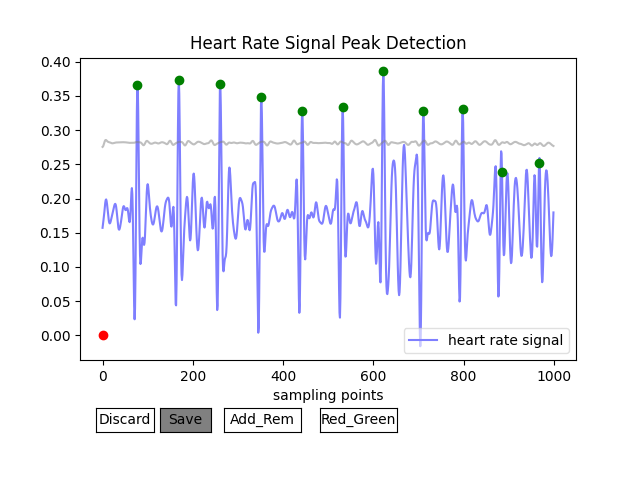 Heart Rate Signal Peak Detection
0.40
0.35
0.30
0.25
0.20
0.15
0.10
0.05
0.00
heart rate signal
0 200 400 600 800 1000
sampling points
Discard Save Add_Rem Red_Green